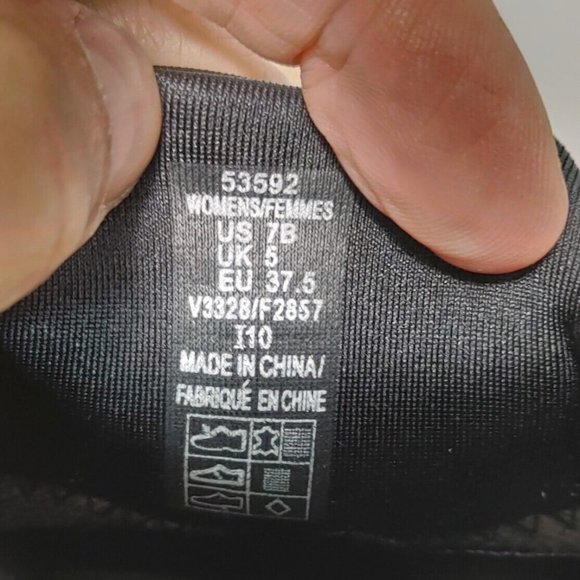 53592
WOMENS/FEMMES
US 7B
UK 5
EU 37.5
V3328/F2857
I10
MADE IN CHINA/
FABRIQUÉ EN CHINE